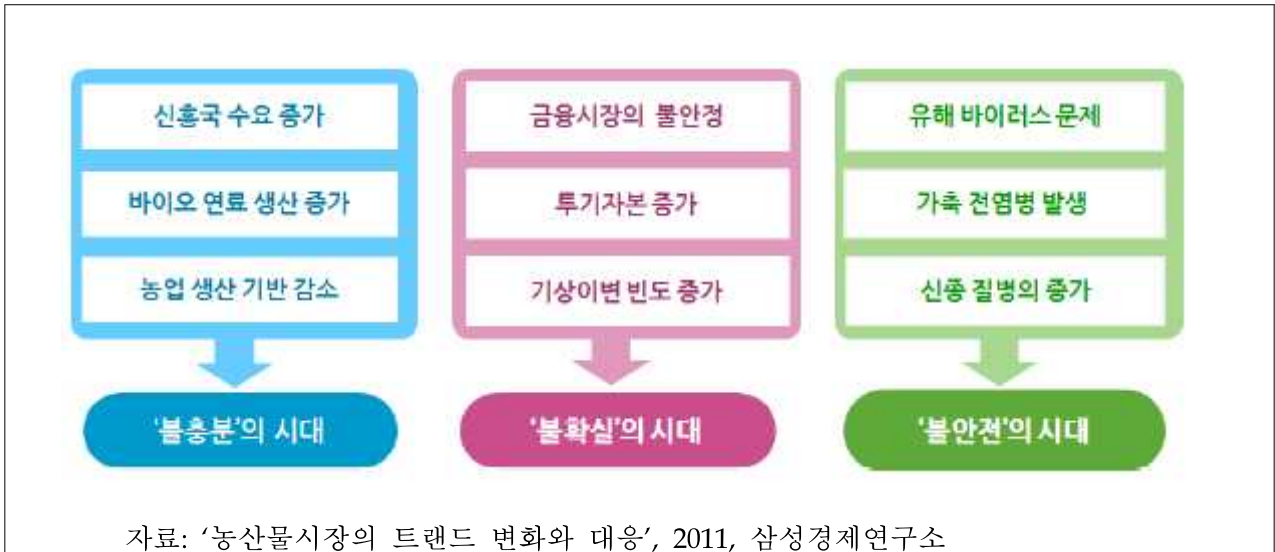 신흥국 수요 증가
바이오 연료 생산 증가
농업 생산 기반 감소
'불충분'의 시대
금융시장의 불안정
투기자본 증가
기상이변 빈도 증가
'불확실'의 시대
유해 바이러스 문제
가축 전염병 발생
신종 질병의 증가
'불안전'의 시대
자료: ‘농산물시장의 트랜드 변화와 대응’, 2011, 삼성경제연구소